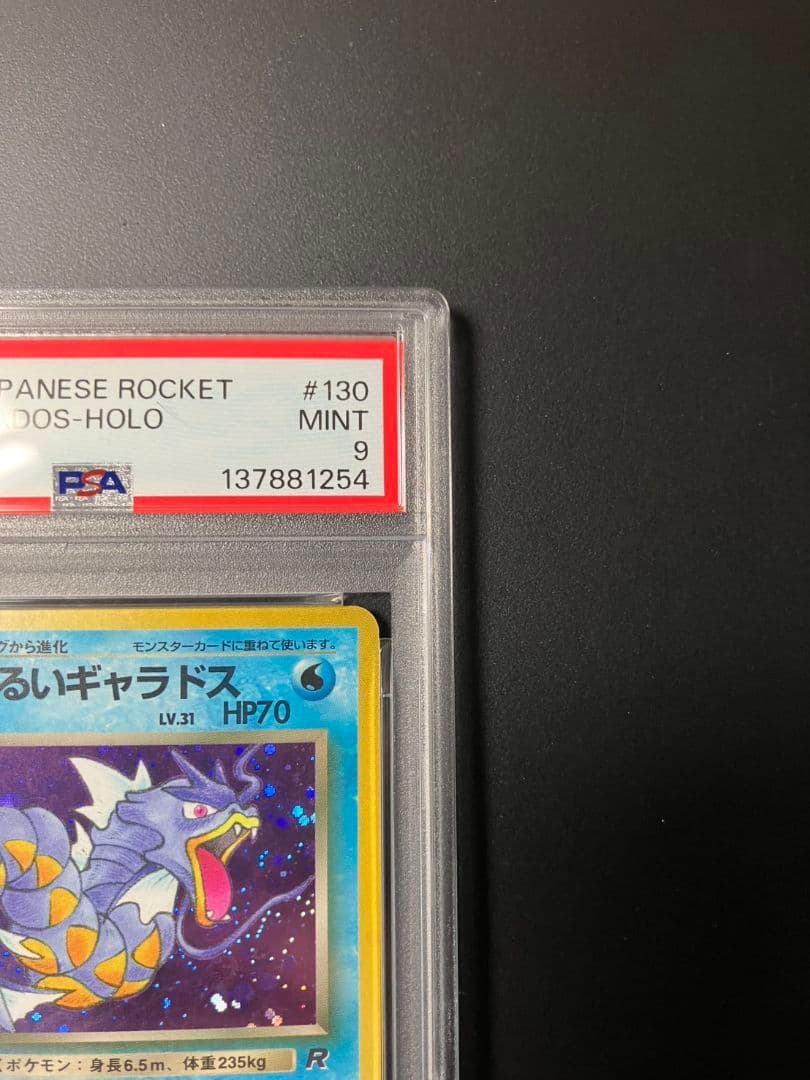 PANESE ROCKET #130
DOS-HOLO MINT
9
PSA 137881254
グから進化 モンスターカードに重ねて使います。
るいギャラドス
LV.31 HP70
ポケモン：身長6.5m、体重235kg R